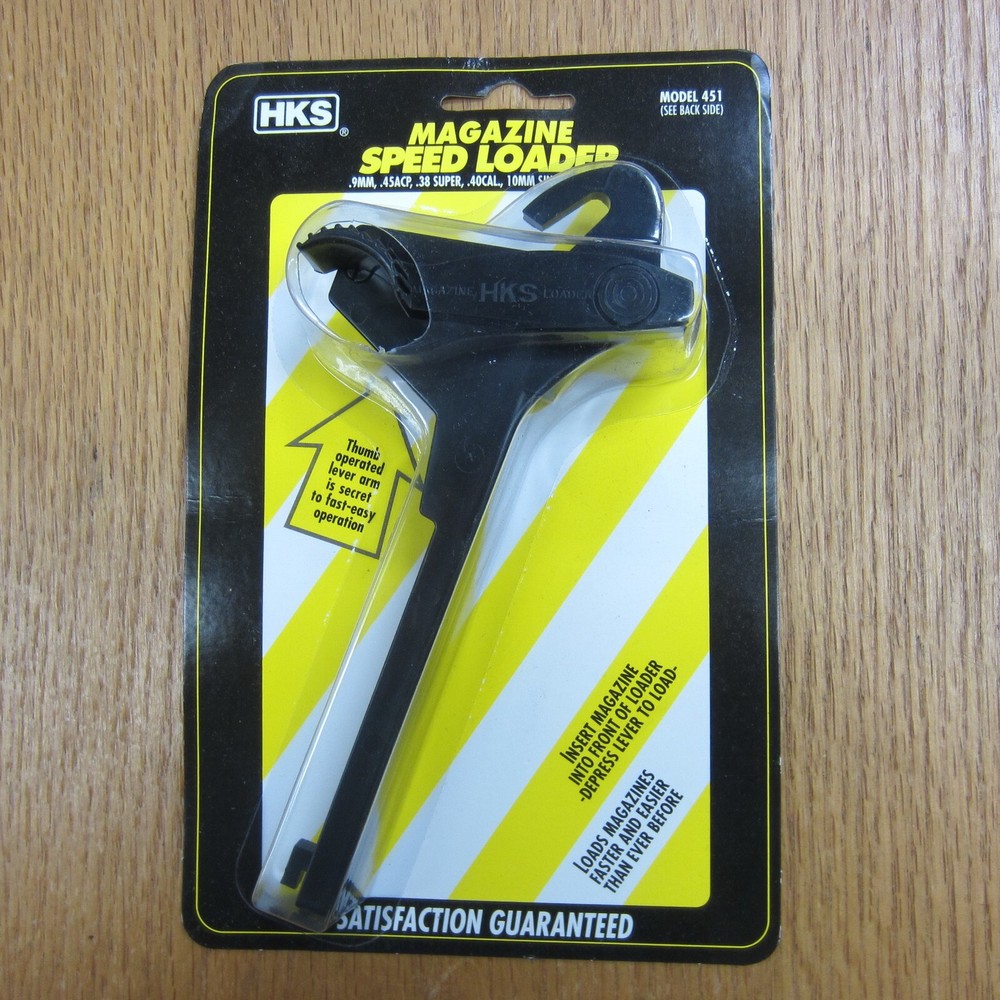 HKS
®
MODEL 451
(SEE BACK SIDE)
MAGAZINE
SPEED LOADER
.9MM, .45ACP, .38 SUPER, .40CAL., 10MM
MAGAZINE HKS LOADER
Thumb
operated
lever arm
is secret
to fast-easy
operation
INSERT MAGAZINE
INTO FRONT OF LOADER
-DEPRESS LEVER TO LOAD-
LOADS MAGAZINES
FASTER AND EASIER
THAN EVER BEFORE
SATISFACTION GUARANTEED